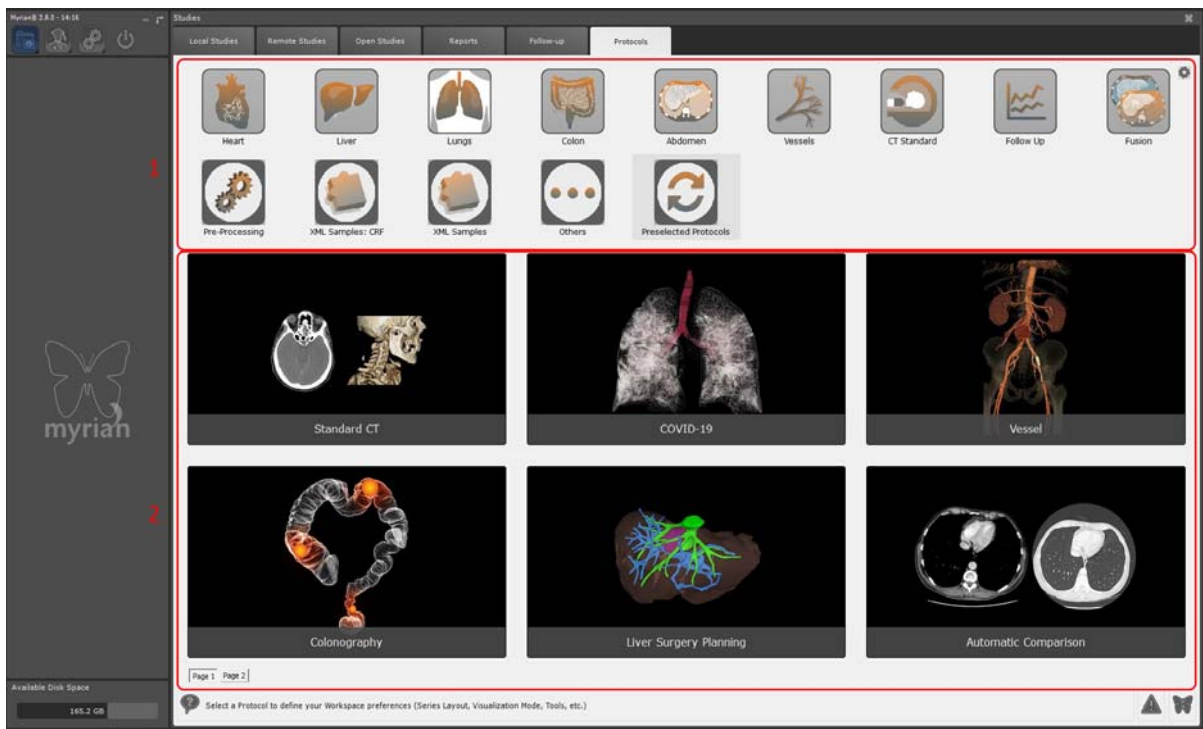 Myrian® 2.8.0 - 14:16
Studies
Local Studies
Remote Studies
Open Studies
Reports
Follow-up
Protocols
Heart
Liver
Lungs
Colon
Abdomen
Vessels
CT Standard
Follow Up
Fusion
1
Pre-Processing
XML Samples: CRF
XML Samples
Others
Preselected Protocols
Standard CT
COVID-19
Vessel
myrian
2
Colonography
Liver Surgery Planning
Automatic Comparison
Page 1 Page 2
Available Disk Space
165.2 GB
Select a Protocol to define your Workspace preferences (Series Layout, Visualization Mode, Tools, etc.)